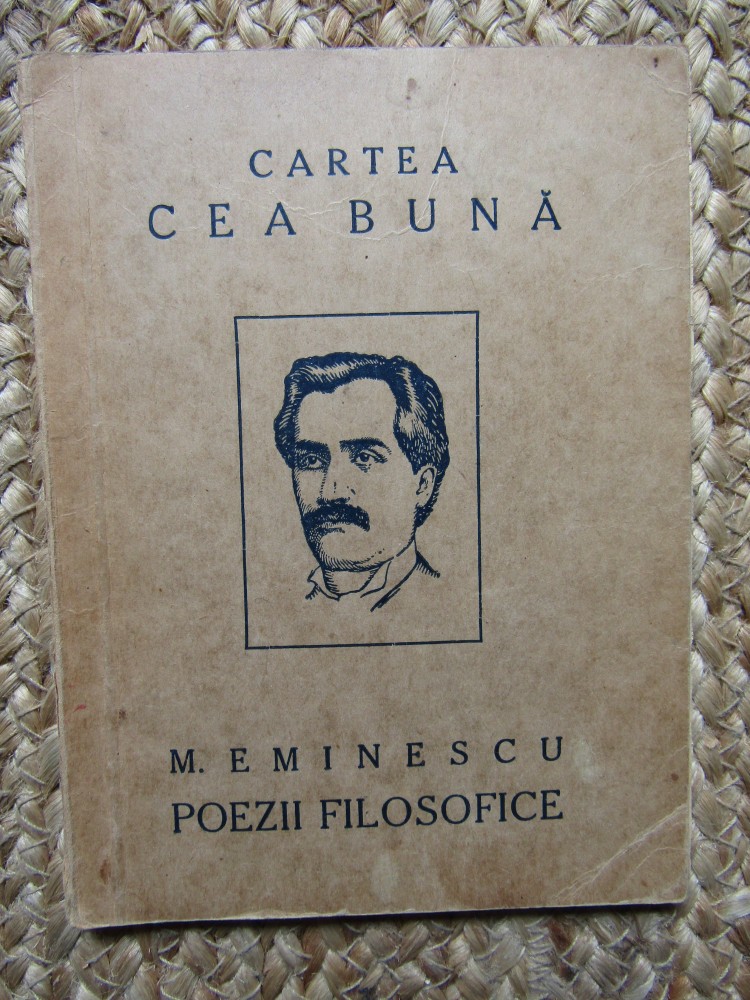 CARTEA
CEA BUNĂ
M. EMINESCU
POEZII FILOSOFICE